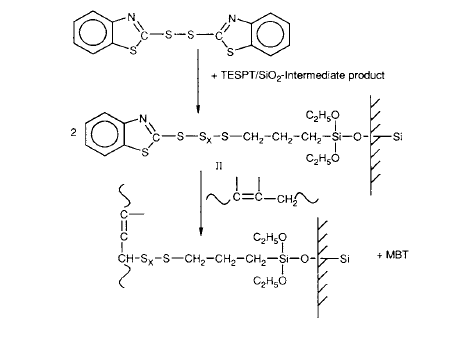 N N
C—S—S—C
S S
+ TESPT/SiO₂-Intermediate product
C₂H₅O
2 N C—S—Sₓ—S—CH₂—CH₂—CH₂—Si—O—Si
S C₂H₅O
II
C=C—CH₂
C
C C₂H₅O
CH—Sₓ—S—CH₂—CH₂—CH₂—Si—O—Si + MBT
C₂H₅O